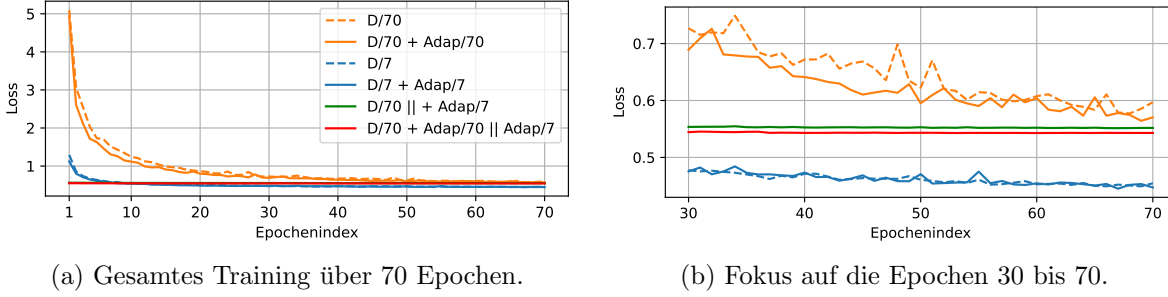 5
4
3
2
1
Loss
D/70
D/70 + Adap/70
D/7
D/7 + Adap/7
D/70 || + Adap/7
D/70 + Adap/70 || Adap/7
1 10 20 30 40 50 60 70
Epochenindex
(a) Gesamtes Training über 70 Epochen.
0.7
0.6
0.5
Loss
30 40 50 60 70
Epochenindex
(b) Fokus auf die Epochen 30 bis 70.